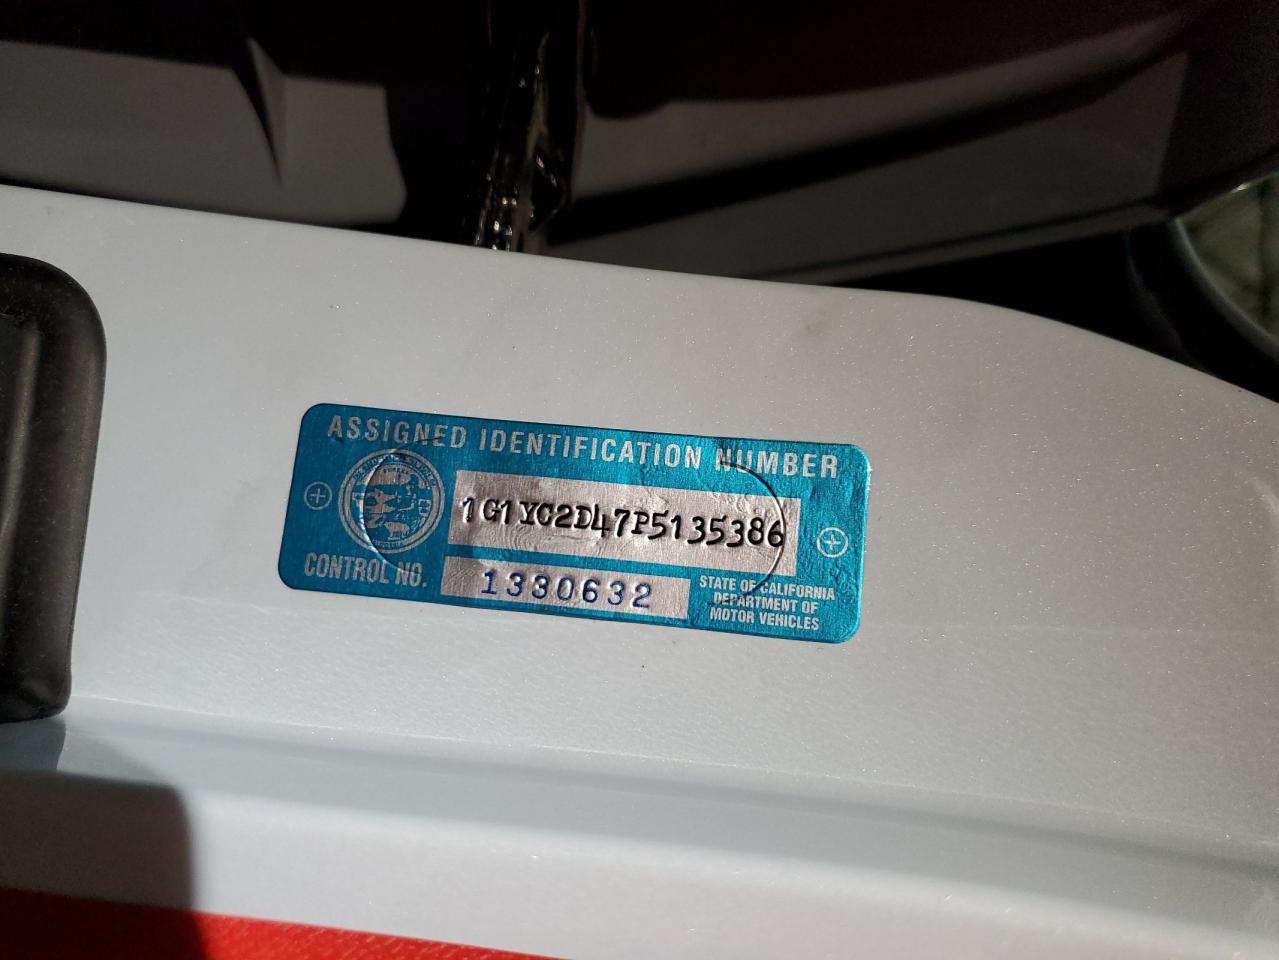 ASSIGNED IDENTIFICATION NUMBER
1G1YC2D47P5135386
CONTROL NO.
1330632
STATE OF CALIFORNIA
DEPARTMENT OF
MOTOR VEHICLES